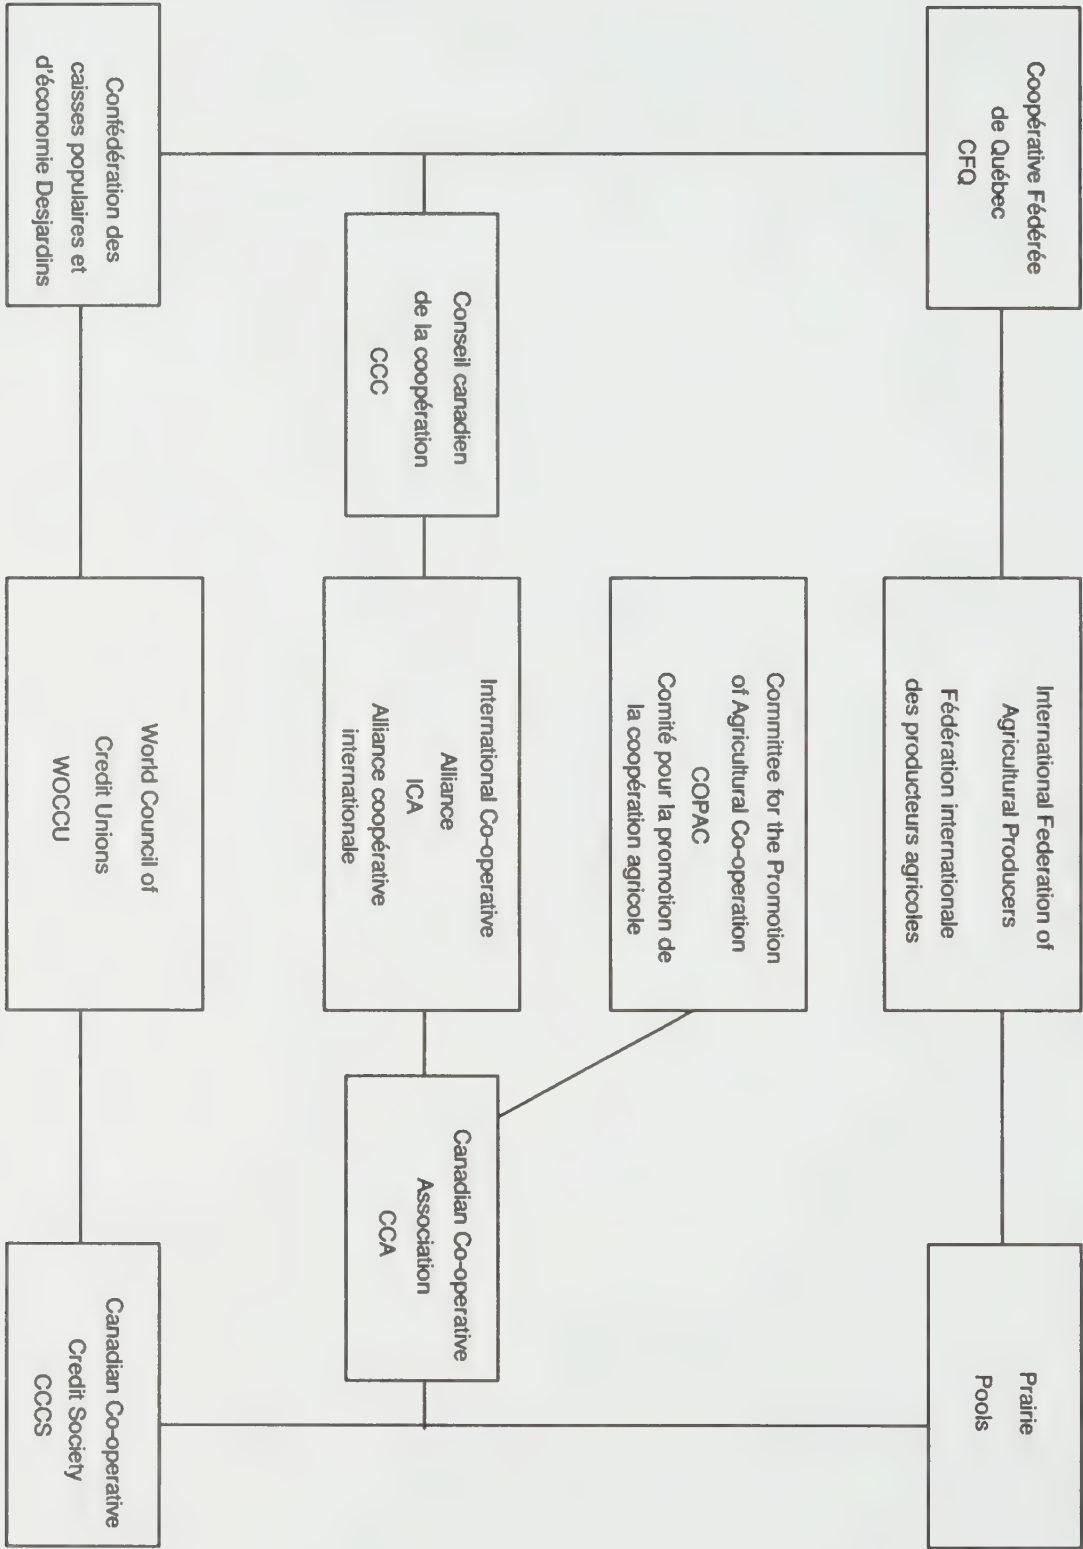 Coopérative Fédérée
de Québec
CFQ
International Federation of
Agricultural Producers
Fédération internationale
des producteurs agricoles
Prairie
Pools
Committee for the Promotion
of Agricultural Co-operation
COPAC
Comité pour la promotion de
la coopération agricole
Conseil canadien
de la coopération
CCC
International Co-operative
Alliance
ICA
Alliance coopérative
internationale
Canadian Co-operative
Association
CCA
Confédération des
caisses populaires et
d'économie Desjardins
World Council of
Credit Unions
WOCCU
Canadian Co-operative
Credit Society
CCCS